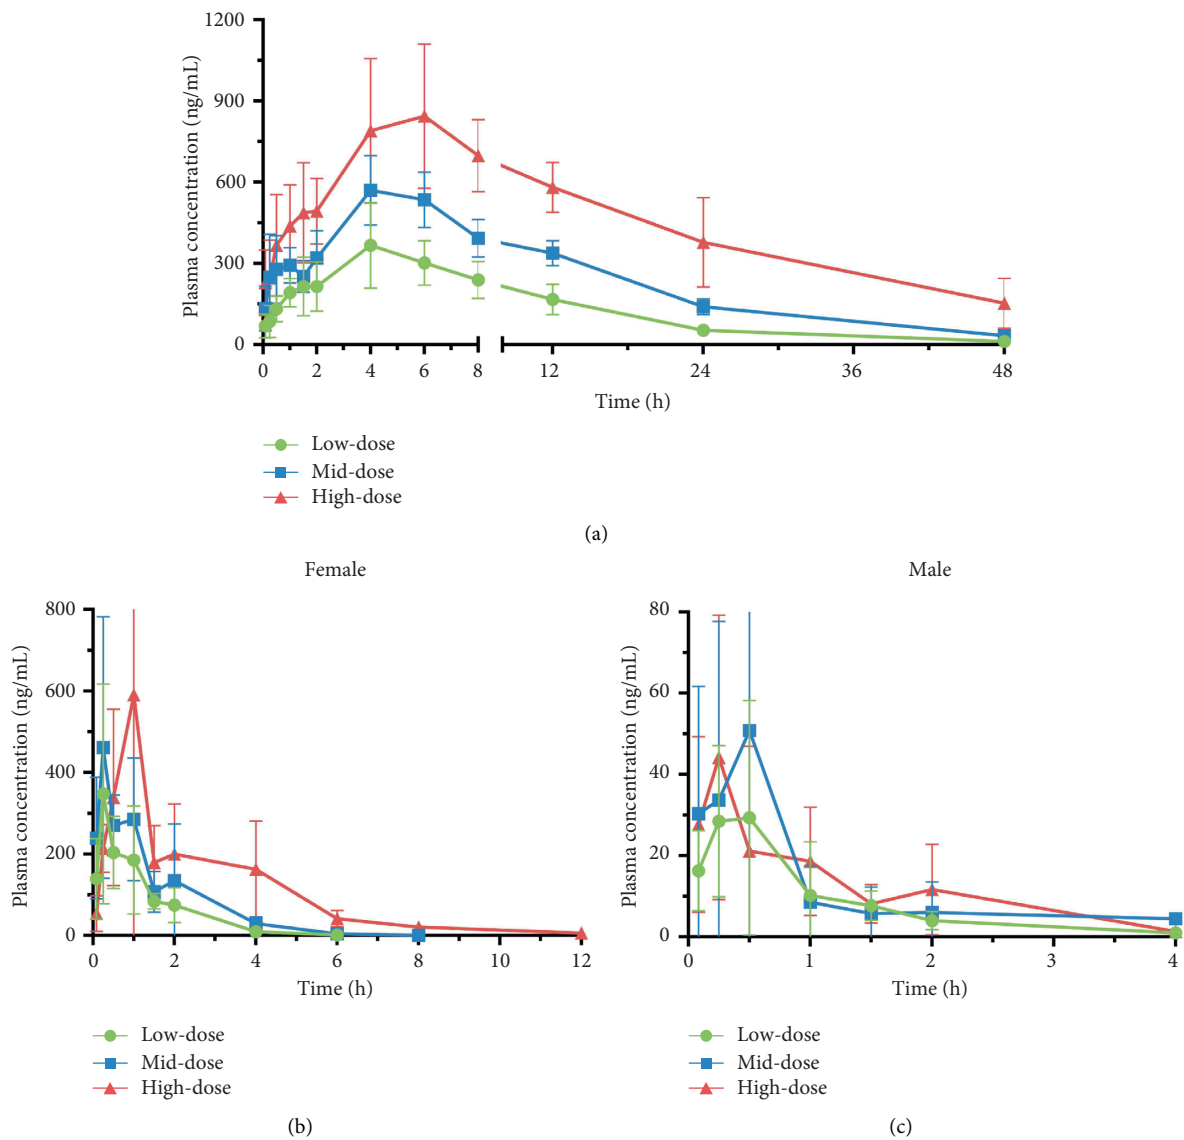 1200
900
600
300
0
Plasma concentration (ng/mL)
0 2 4 6 8 12 24 36 48
Time (h)
Low-dose
Mid-dose
High-dose
(a)
Female
800
600
400
200
0
Plasma concentration (ng/mL)
0 2 4 6 8 10 12
Time (h)
Low-dose
Mid-dose
High-dose
(b)
Male
80
60
40
20
0
Plasma concentration (ng/mL)
0 1 2 3 4
Time (h)
Low-dose
Mid-dose
High-dose
(c)